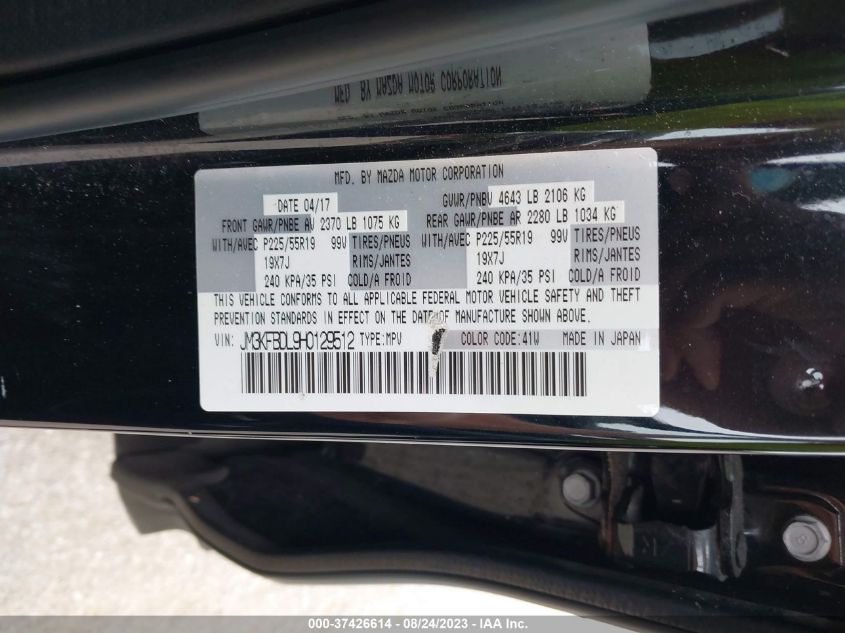 MFD. BY MAZDA MOTOR CORPORATION
DATE 04/17 GVWR/PNBV 4643 LB 2106 KG
FRONT GAWR/PNBE AV 2370 LB 1075 KG REAR GAWR/PNBE AR 2280 LB 1034 KG
WITH/AVEC P225/55R19 99V TIRES/PNEUS WITH/AVEC P225/55R19 99V TIRES/PNEUS
19X7J RIMS/JANTES 19X7J RIMS/JANTES
240 KPA/35 PSI COLD/A FROID 240 KPA/35 PSI COLD/A FROID
THIS VEHICLE CONFORMS TO ALL APPLICABLE FEDERAL MOTOR VEHICLE SAFETY AND THEFT
PREVENTION STANDARDS IN EFFECT ON THE DATE OF MANUFACTURE SHOWN ABOVE.
VIN: JM3KFBDL9H0129512 TYPE:MPV COLOR CODE:41W MADE IN JAPAN
000-37426614 - 08/24/2023 - IAA Inc.